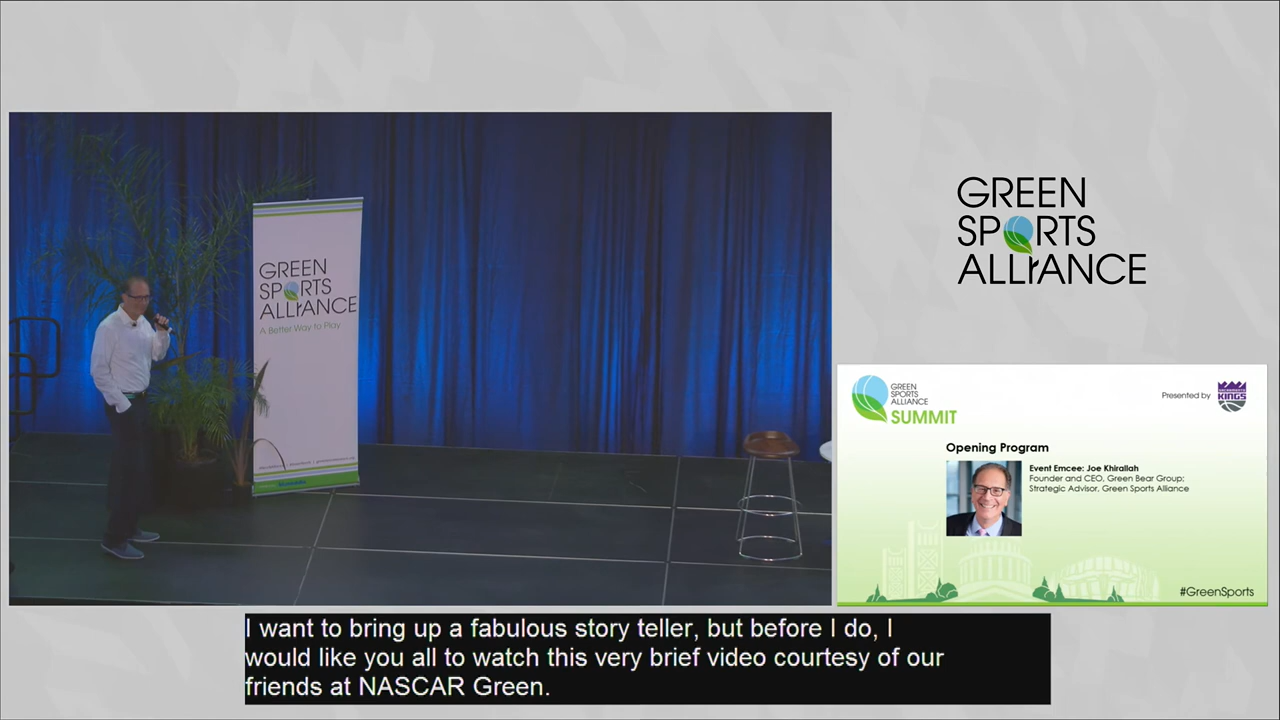 GREEN
SPORTS
ALLIANCE
A Better Way to Play
GREEN
SPORTS
ALLIANCE
GREEN
SPORTS
ALLIANCE
SUMMIT
Presented by
SACRAMENTO
KINGS
Opening Program
Event Emcee: Joe Khirallah
Founder and CEO, Green Bear Group;
Strategic Advisor, Green Sports Alliance
#GreenSports
I want to bring up a fabulous story teller, but before I do, I
would like you all to watch this very brief video courtesy of our
friends at NASCAR Green.